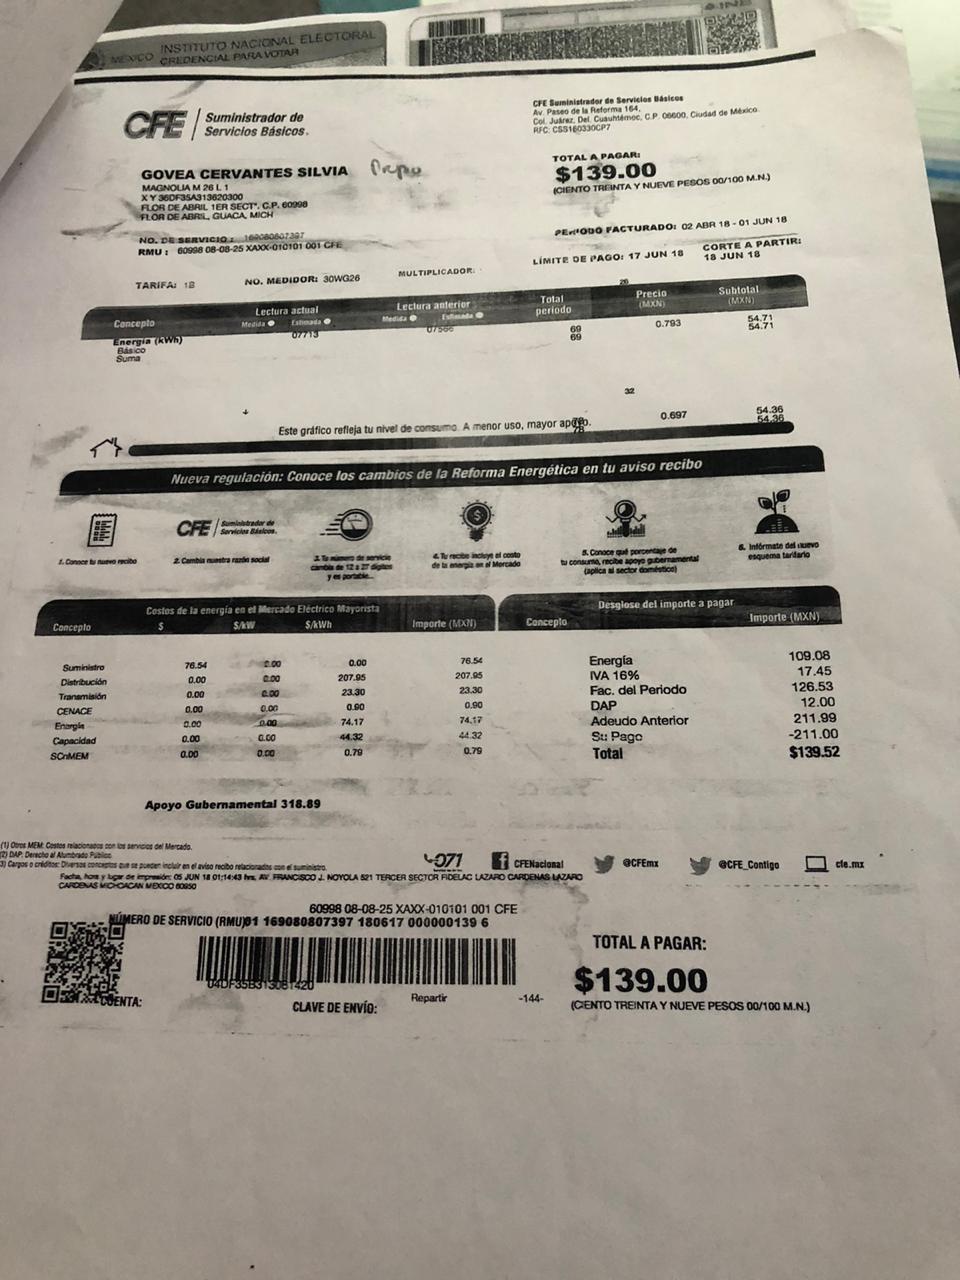 MÉXICO INSTITUTO NACIONAL ELECTORAL
CREDENCIAL PARA VOTAR
CFE Suministrador de
Servicios Básicos.
CFE Suministrador de Servicios Básicos
Av. Paseo de la Reforma 164,
Col. Juárez, Del. Cuauhtémoc, C.P. 06600, Ciudad de México.
RFC: CSS160330CP7
GOVEA CERVANTES SILVIA
MAGNOLIA M 26 L 1
X Y 36DF35A313620300
FLOR DE ABRIL 1ER SECT*. C.P. 60998
FLOR DE ABRIL, GUACA, MICH
TOTAL A PAGAR:
$139.00
(CIENTO TREINTA Y NUEVE PESOS 00/100 M.N.)
NO. DE SERVICIO : 169080807397
RMU : 60998 08-08-25 XAXX-010101 001 CFE
PERIODO FACTURADO: 02 ABR 18 - 01 JUN 18
LÍMITE DE PAGO: 17 JUN 18
CORTE A PARTIR:
18 JUN 18
TARIFA: 1B NO. MEDIDOR: 30WG26 MULTIPLICADOR:
Concepto Lectura actual Lectura anterior Total periodo Precio (MXN) Subtotal (MXN)
Medida Estimada Medida Estimada
26
Energía (kWh) 07713 07566
Básico 69 0.793 54.71
Suma 69 54.71
32
0.697 54.36
78 54.36
Este gráfico refleja tu nivel de consumo. A menor uso, mayor apoyo.
Nueva regulación: Conoce los cambios de la Reforma Energética en tu aviso recibo
CFE Suministrador de
Servicios Básicos.
1. Conoce tu nuevo recibo
2. Cambia nuestra razón social
3. Tu número de servicio
cambia de 12 a 27 dígitos
y es portable...
4. Tu recibo incluye el costo
de la energía en el Mercado
5. Conoce qué porcentaje de
tu consumo, recibe apoyo gubernamental
(aplica al sector doméstico)
6. Infórmate del nuevo
esquema tarifario
Costos de la energía en el Mercado Eléctrico Mayorista
Concepto $ $/kW $/kWh Importe (MXN)
Suministro 76.54 0.00 0.00 76.54
Distribución 0.00 0.00 207.95 207.95
Transmisión 0.00 0.00 23.30 23.30
CENACE 0.00 0.00 0.90 0.90
Energía 0.00 0.00 74.17 74.17
Capacidad 0.00 0.00 44.32 44.32
SCnMEM 0.00 0.00 0.79 0.79
Desglose del importe a pagar
Concepto Importe (MXN)
Energía 109.08
IVA 16% 17.45
Fac. del Periodo 126.53
DAP 12.00
Adeudo Anterior 211.99
Su Pago -211.00
Total $139.52
Apoyo Gubernamental 318.89
(1) Otros MEM: Costos relacionados con los servicios del Mercado.
(2) DAP: Derecho al Alumbrado Público.
3) Cargos o créditos: Diversos conceptos que se pueden incluir en el aviso recibo relacionados con el suministro.
071 CFENacional @CFEmx @CFE_Contigo cfe.mx
Fecha, hora y lugar de impresión: 05 JUN 18 01:14:43 hrs, AV FRANCISCO J. NOYOLA 521 TERCER SECTOR FIDELAC LAZARO CARDENAS LAZARO
CARDENAS MICHOACAN MEXICO 60950
60998 08-08-25 XAXX-010101 001 CFE
NÚMERO DE SERVICIO (RMU) 01 169080807397 180617 000000139 6
04DF35B313081420
CUENTA:
CLAVE DE ENVÍO:
Repartir
-144-
TOTAL A PAGAR:
$139.00
(CIENTO TREINTA Y NUEVE PESOS 00/100 M.N.)